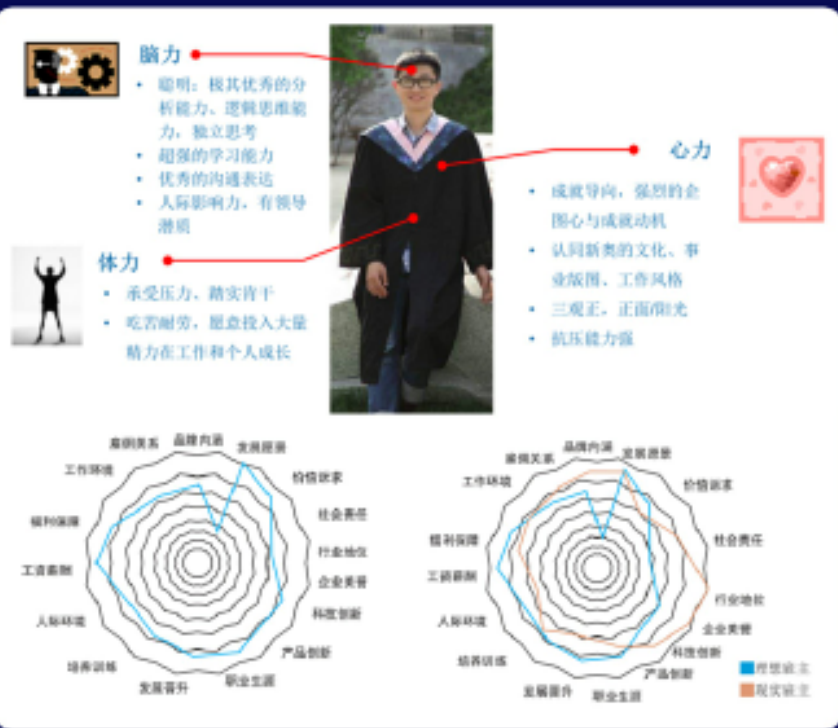 脑力
• 聪明：极其优秀的分
析能力、逻辑思维能
力，独立思考
• 超强的学习能力
• 优秀的沟通表达
• 人际影响力，有领导
潜质
体力
• 承受压力、踏实肯干
• 吃苦耐劳，愿意投入大量
精力在工作和个人成长
心力
• 成就导向，强烈的企
图心与成就动机
• 认同新奥的文化、事
业版图、工作风格
• 三观正，正面/阳光
• 抗压能力强
品牌内涵
发展愿景
价值诉求
社会责任
行业地位
企业美誉
科技创新
产品创新
职业生涯
发展晋升
培养训练
人际环境
工资薪酬
福利保障
工作环境
雇佣关系
品牌内涵
发展愿景
价值诉求
社会责任
行业地位
企业美誉
科技创新
产品创新
职业生涯
发展晋升
培养训练
人际环境
工资薪酬
福利保障
工作环境
雇佣关系
理想雇主
现实雇主